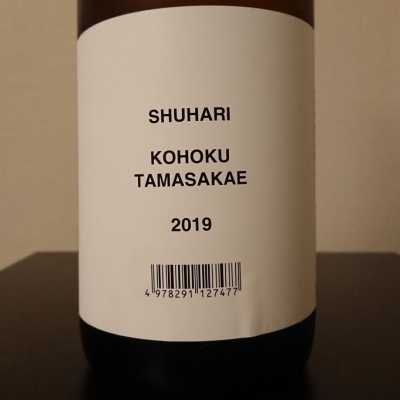 SHUHARI
KOHOKU
TAMASAKAE
2019
4 978291 127477